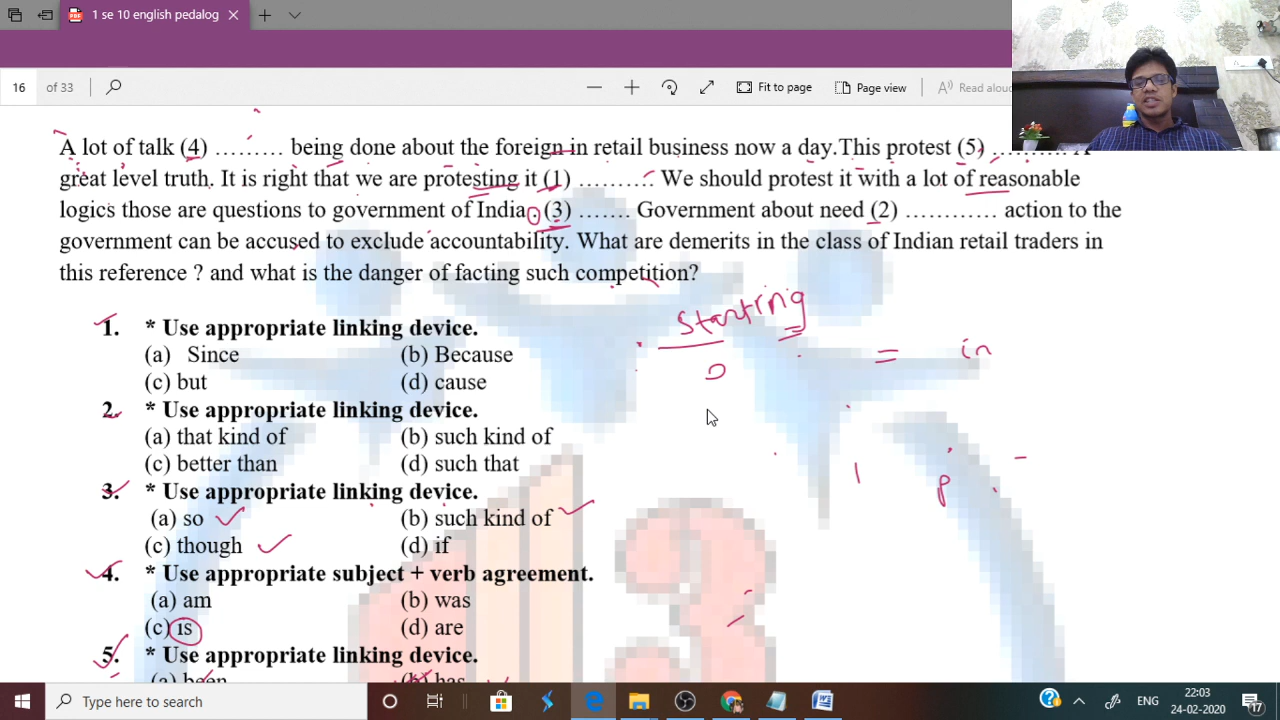 1 se 10 english pedalog
16 of 33 Fit to page Page view Read alou
A lot of talk (4) ……… being done about the foreign in retail business now a day.This protest (5) ………. A
great level truth. It is right that we are protesting it (1) ………. We should protest it with a lot of reasonable
logics those are questions to government of India . (3) ……. Government about need (2) ………… action to the
government can be accused to exclude accountability. What are demerits in the class of Indian retail traders in
this reference ? and what is the danger of facting such competition?
Starting
= in
1. * Use appropriate linking device.
(a) Since (b) Because
(c) but (d) cause
2. * Use appropriate linking device.
(a) that kind of (b) such kind of
(c) better than (d) such that
3. * Use appropriate linking device.
(a) so (b) such kind of
(c) though (d) if
4. * Use appropriate subject + verb agreement.
(a) am (b) was
(c) is (d) are
5. * Use appropriate linking device.
(a) been (b) has
Type here to search ENG 22:03
24-02-2020 17